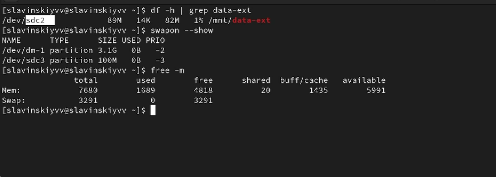 [slavinskiyvv@slavinskiyvv ~]$ df -h | grep data-ext
/dev/sdc2 89M 14K 82M 1% /mnt/data-ext
[slavinskiyvv@slavinskiyvv ~]$ swapon --show
NAME TYPE SIZE USED PRIO
/dev/dm-1 partition 3.1G 0B -2
/dev/sdc3 partition 100M 0B -3
[slavinskiyvv@slavinskiyvv ~]$ free -m
total used free shared buff/cache available
Mem: 7680 1689 4818 20 1435 5991
Swap: 3291 0 3291
[slavinskiyvv@slavinskiyvv ~]$